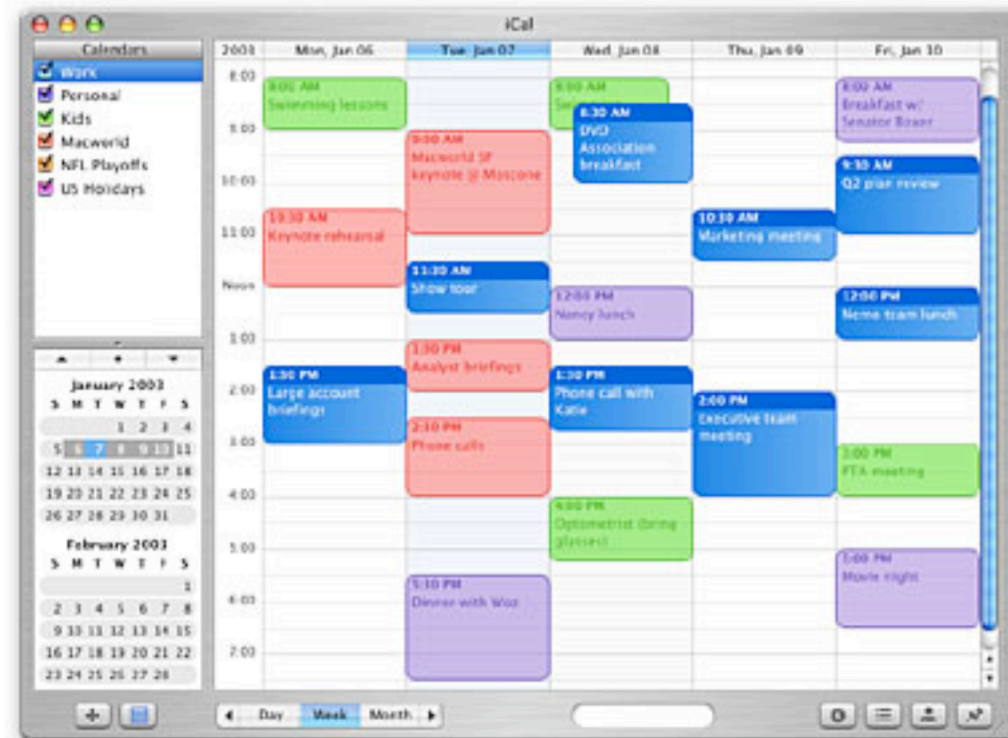 iCal
Calendars
Work
Personal
Kids
Macworld
NFL Playoffs
US Holidays
2003 Mon, Jan 06 Tue, Jan 07 Wed, Jan 08 Thu, Jan 09 Fri, Jan 10
8:00
9:00
10:00
11:00
Noon
1:00
2:00
3:00
4:00
5:00
6:00
7:00
8:00 AM
Swimming lessons
10:30 AM
Keynote rehearsal
1:30 PM
Large account
briefings
9:00 AM
Macworld SF
keynote @ Moscone
11:30 AM
Show tour
1:30 PM
Analyst briefings
2:30 PM
Phone calls
5:30 PM
Dinner with Woz
8:00 AM
8:30 AM
DVD
Association
breakfast
12:00 PM
Nancy lunch
1:30 PM
Phone call with
Katie
4:00 PM
Optometrist (bring
glasses)
10:30 AM
Marketing meeting
2:00 PM
Executive team
meeting
8:00 AM
Breakfast w/
Senator Boxer
9:30 AM
Q2 plan review
12:00 PM
Nemo team lunch
3:00 PM
PTA meeting
5:00 PM
Movie night
January 2003
S M T W T F S
1 2 3 4
5 6 7 8 9 10 11
12 13 14 15 16 17 18
19 20 21 22 23 24 25
26 27 28 29 30 31
February 2003
S M T W T F S
1
2 3 4 5 6 7 8
9 10 11 12 13 14 15
16 17 18 19 20 21 22
23 24 25 26 27 28
Day Week Month